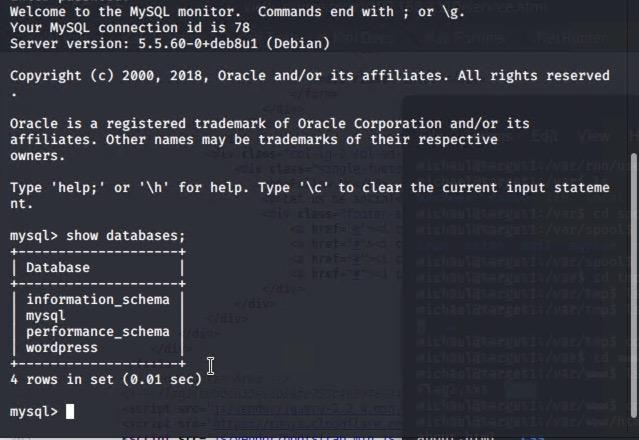 Welcome to the MySQL monitor.  Commands end with ; or \g.
Your MySQL connection id is 78
Server version: 5.5.60-0+deb8u1 (Debian)
Copyright (c) 2000, 2018, Oracle and/or its affiliates. All rights reserved
.
Oracle is a registered trademark of Oracle Corporation and/or its
affiliates. Other names may be trademarks of their respective
owners.
Type 'help;' or '\h' for help. Type '\c' to clear the current input stateme
nt.
mysql> show databases;
+--------------------+
| Database           |
+--------------------+
| information_schema |
| mysql              |
| performance_schema |
| wordpress          |
+--------------------+
4 rows in set (0.01 sec)
mysql>